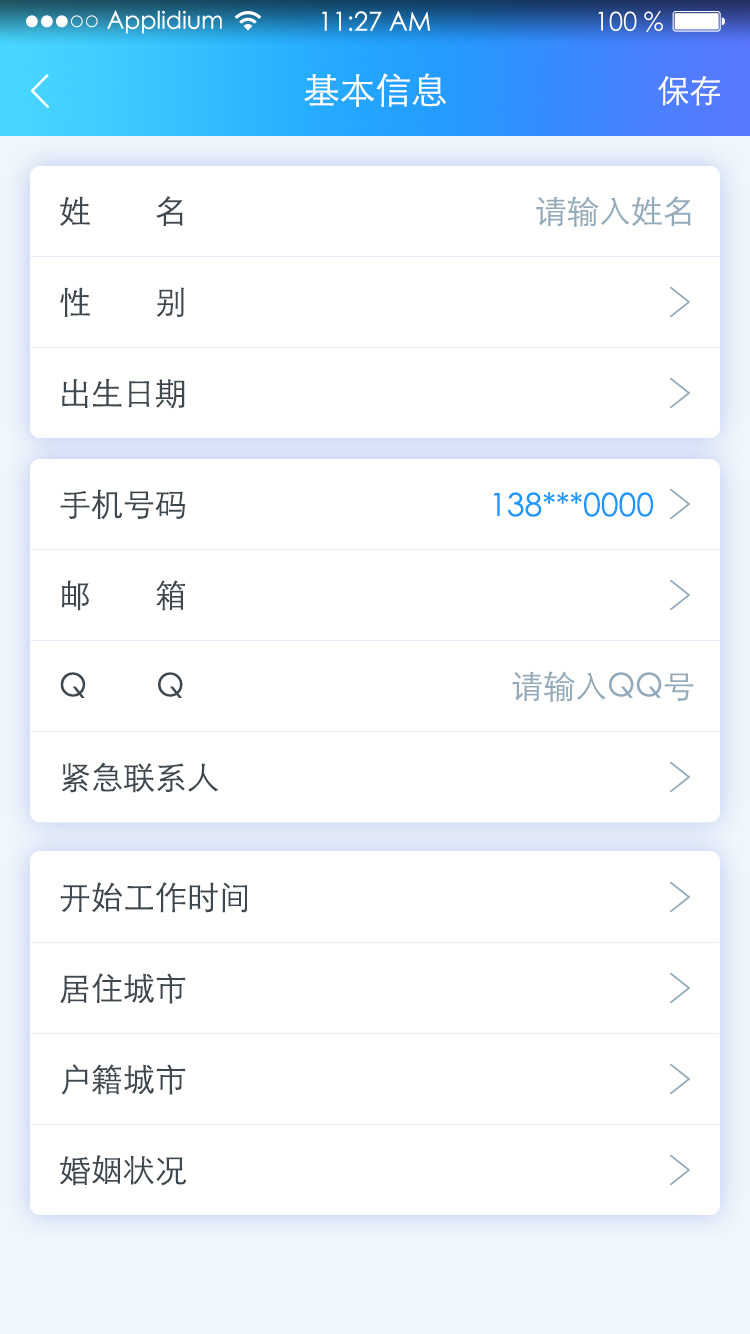 Applidium 11:27 AM 100 %
基本信息 保存
姓 名 请输入姓名
性 别
出生日期
手机号码 138***0000
邮 箱
Q Q 请输入QQ号
紧急联系人
开始工作时间
居住城市
户籍城市
婚姻状况